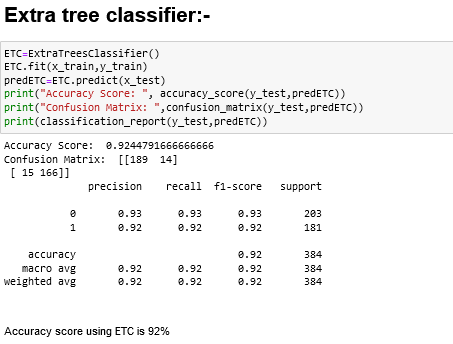 Extra tree classifier:-
ETC=ExtraTreesClassifier()
ETC.fit(x_train,y_train)
predETC=ETC.predict(x_test)
print("Accuracy Score: ", accuracy_score(y_test,predETC))
print("Confusion Matrix: ",confusion_matrix(y_test,predETC))
print(classification_report(y_test,predETC))
Accuracy Score:  0.9244791666666666
Confusion Matrix:  [[189  14]
 [ 15 166]]
              precision    recall  f1-score   support
           0       0.93      0.93      0.93       203
           1       0.92      0.92      0.92       181
    accuracy                           0.92       384
   macro avg       0.92      0.92      0.92       384
weighted avg       0.92      0.92      0.92       384
Accuracy score using ETC is 92%